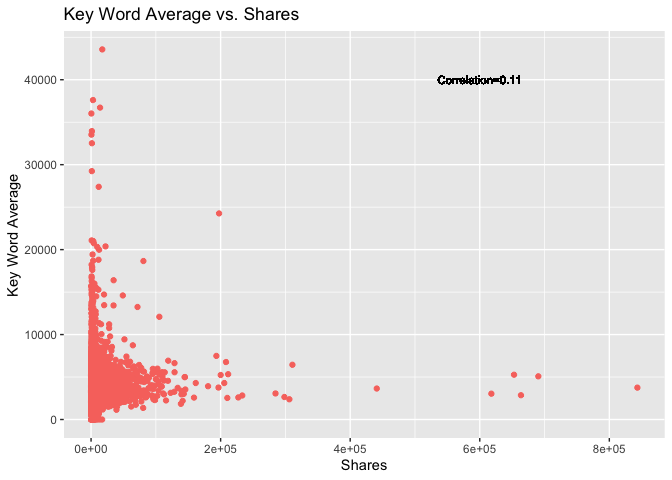 Key Word Average vs. Shares
Correlation=0.11
40000
30000
20000
10000
0
Key Word Average
0e+00 2e+05 4e+05 6e+05 8e+05
Shares